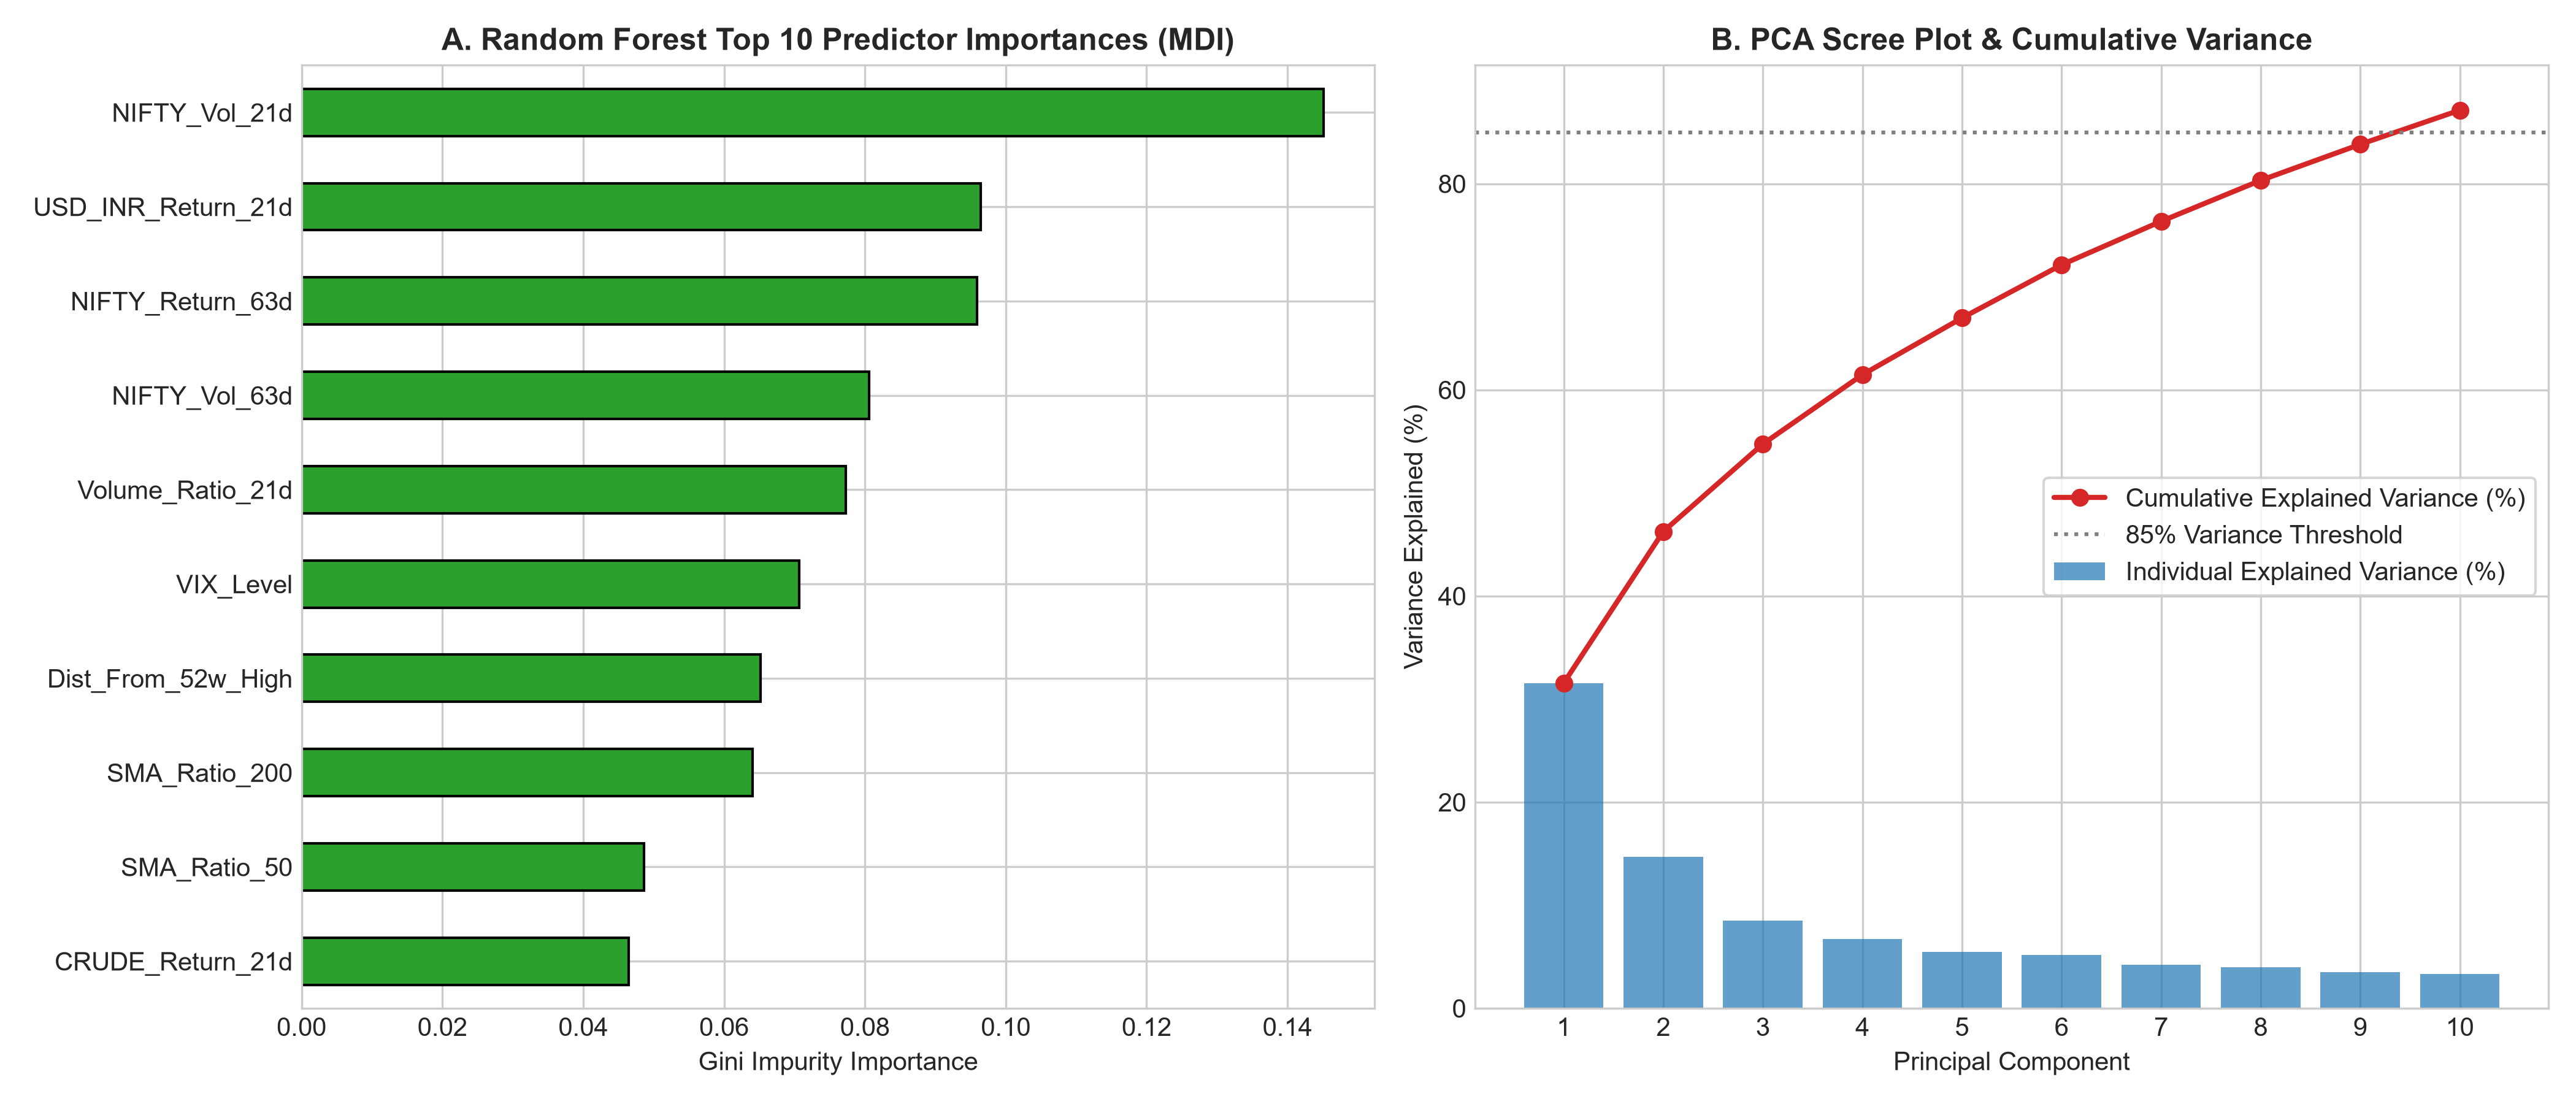 A. Random Forest Top 10 Predictor Importances (MDI)
NIFTY_Vol_21d
USD_INR_Return_21d
NIFTY_Return_63d
NIFTY_Vol_63d
Volume_Ratio_21d
VIX_Level
Dist_From_52w_High
SMA_Ratio_200
SMA_Ratio_50
CRUDE_Return_21d
0.00 0.02 0.04 0.06 0.08 0.10 0.12 0.14
Gini Impurity Importance
B. PCA Scree Plot & Cumulative Variance
Variance Explained (%)
80
60
40
20
0
Cumulative Explained Variance (%)
85% Variance Threshold
Individual Explained Variance (%)
1 2 3 4 5 6 7 8 9 10
Principal Component